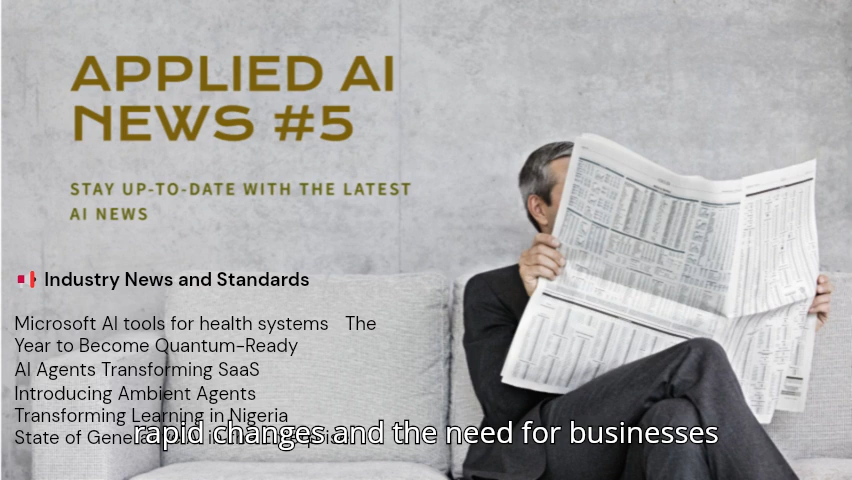 APPLIED AI
NEWS #5
STAY UP-TO-DATE WITH THE LATEST
AI NEWS
Industry News and Standards
Microsoft AI tools for health systems The
Year to Become Quantum-Ready
AI Agents Transforming SaaS
Introducing Ambient Agents
Transforming Learning in Nigeria
State of
rapid changes and the need for businesses